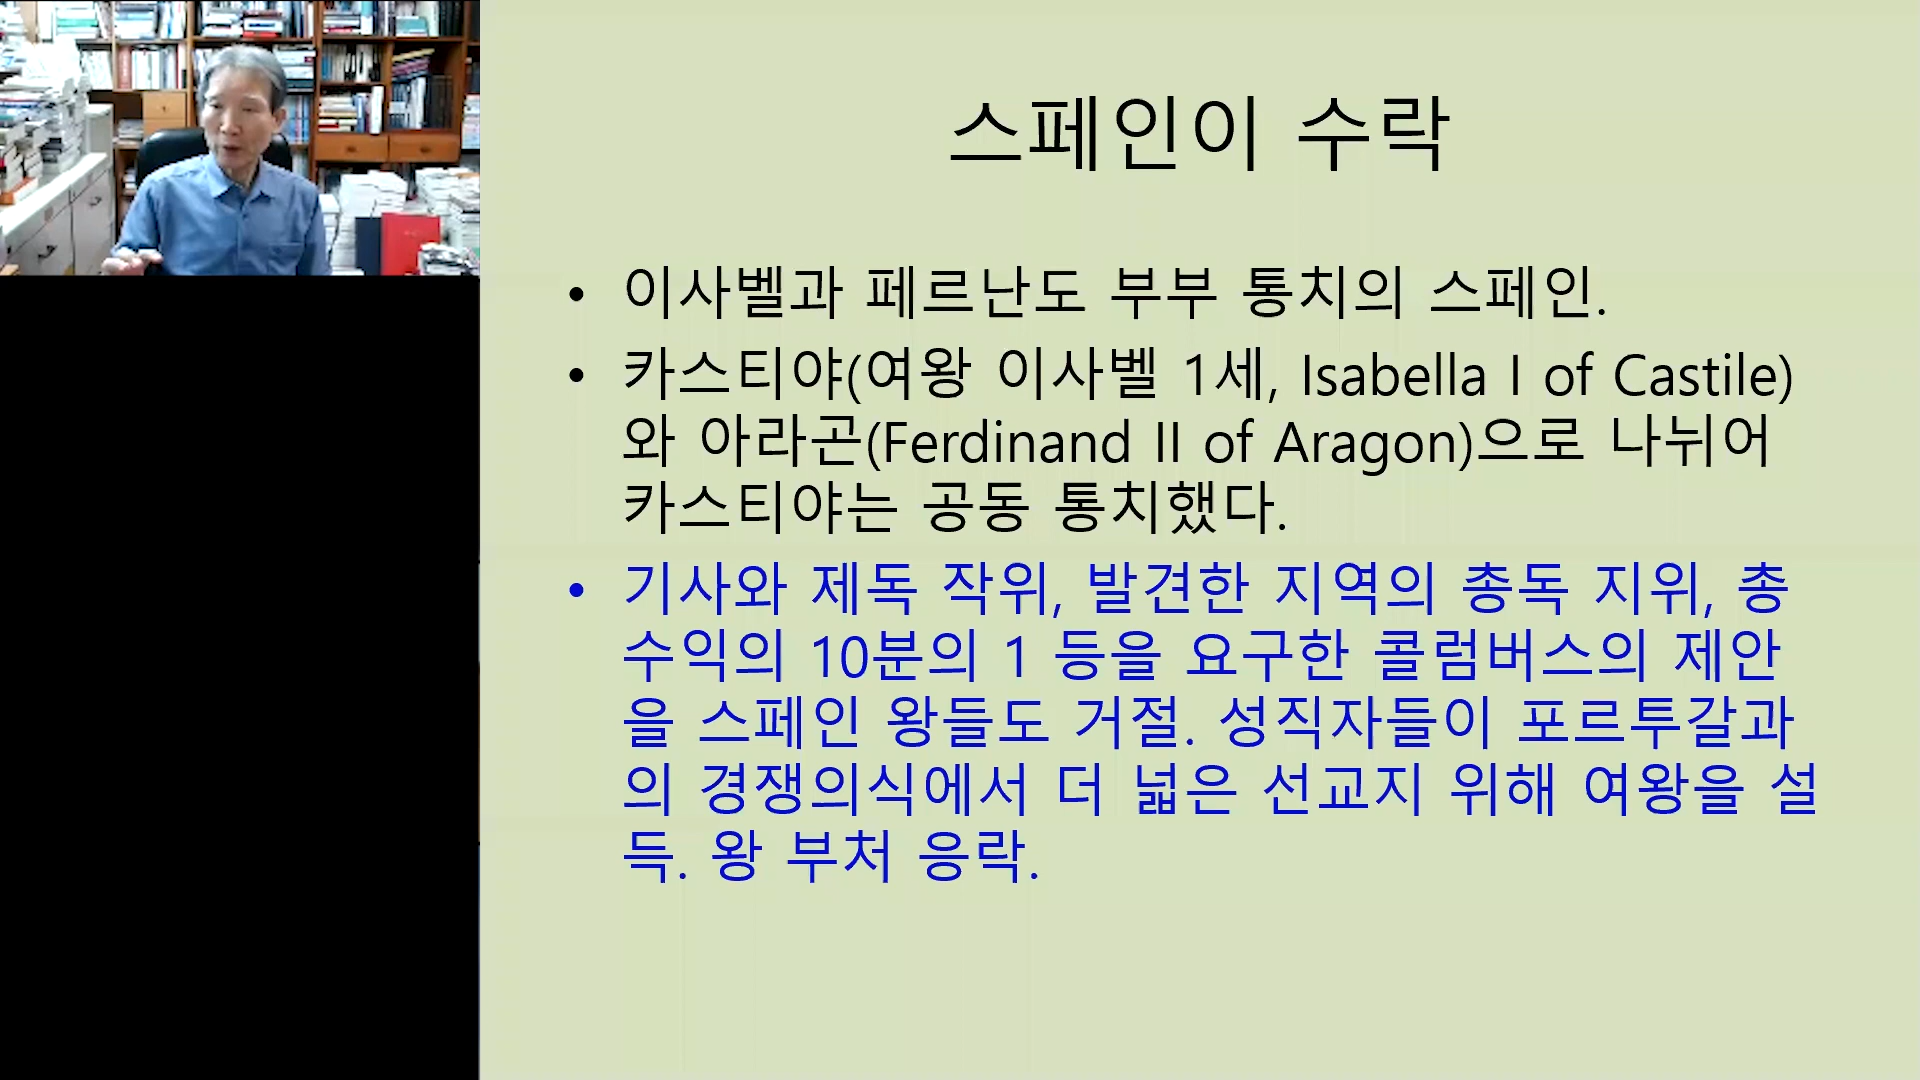 스페인이 수락
• 이사벨과 페르난도 부부 통치의 스페인.
• 카스티야(여왕 이사벨 1세, Isabella I of Castile)
와 아라곤(Ferdinand II of Aragon)으로 나뉘어
카스티야는 공동 통치했다.
• 기사와 제독 작위, 발견한 지역의 총독 지위, 총
수익의 10분의 1 등을 요구한 콜럼버스의 제안
을 스페인 왕들도 거절. 성직자들이 포르투갈과
의 경쟁의식에서 더 넓은 선교지 위해 여왕을 설
득. 왕 부처 응락.